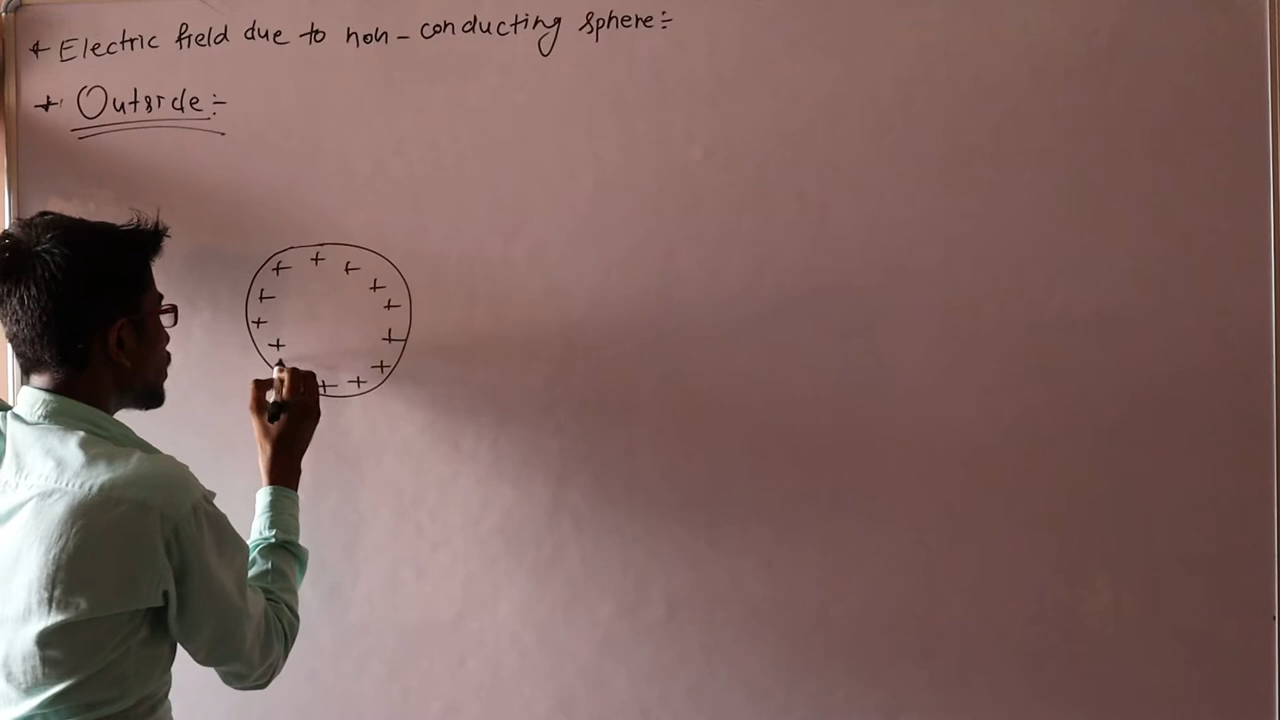 * Electric field due to non-conducting sphere:-
* Outside:-
+ + +
+ +
+ +
+ +
+ +
+ +